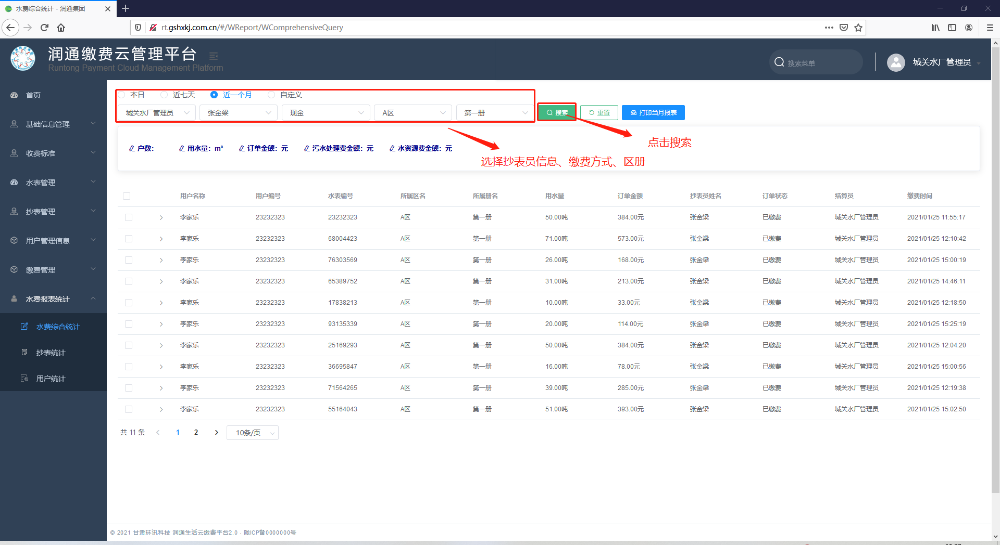 水费综合统计 - 润通集团
rt.gshxkj.com.cn/#/WReport/WComprehensiveQuery
润通缴费云管理平台
Runtong Payment Cloud Management Platform
搜索菜单
城关水厂管理员
首页
基础信息管理
收费标准
水表管理
抄表管理
用户管理信息
缴费管理
水费报表统计
水费综合统计
抄表统计
用户统计
本日 近七天 近一个月 自定义
城关水厂管理员 张金梁 现金 A区 第一册 搜索 重置 打印当月报表
点击搜索
户数： 用水量：m³ 订单金额：元 污水处理费金额：元 水资源费金额：元
选择抄表员信息、缴费方式、区册
用户名称 用户编号 水表编号 所属区名 所属册名 用水量 订单金额 抄表员姓名 订单状态 结算员 缴费时间
李家乐 23232323 23232323 A区 第一册 50.00吨 384.00元 张金梁 已缴费 城关水厂管理员 2021/01/25 11:55:17
李家乐 23232323 68004423 A区 第一册 71.00吨 573.00元 张金梁 已缴费 城关水厂管理员 2021/01/25 12:10:42
李家乐 23232323 76303569 A区 第一册 26.00吨 168.00元 张金梁 已缴费 城关水厂管理员 2021/01/25 15:00:19
李家乐 23232323 65389752 A区 第一册 31.00吨 213.00元 张金梁 已缴费 城关水厂管理员 2021/01/25 14:46:11
李家乐 23232323 17838213 A区 第一册 10.00吨 33.00元 张金梁 已缴费 城关水厂管理员 2021/01/25 12:18:50
李家乐 23232323 93135339 A区 第一册 20.00吨 114.00元 张金梁 已缴费 城关水厂管理员 2021/01/25 15:25:19
李家乐 23232323 25169293 A区 第一册 50.00吨 384.00元 张金梁 已缴费 城关水厂管理员 2021/01/25 12:04:20
李家乐 23232323 36695847 A区 第一册 16.00吨 78.00元 张金梁 已缴费 城关水厂管理员 2021/01/25 15:00:56
李家乐 23232323 71564265 A区 第一册 39.00吨 285.00元 张金梁 已缴费 城关水厂管理员 2021/01/25 12:19:38
李家乐 23232323 55164043 A区 第一册 51.00吨 393.00元 张金梁 已缴费 城关水厂管理员 2021/01/25 15:02:50
共 11 条 1 2 10条/页
© 2021 甘肃环讯科技 润通生活云缴费平台2.0 · 陇ICP备0000000号